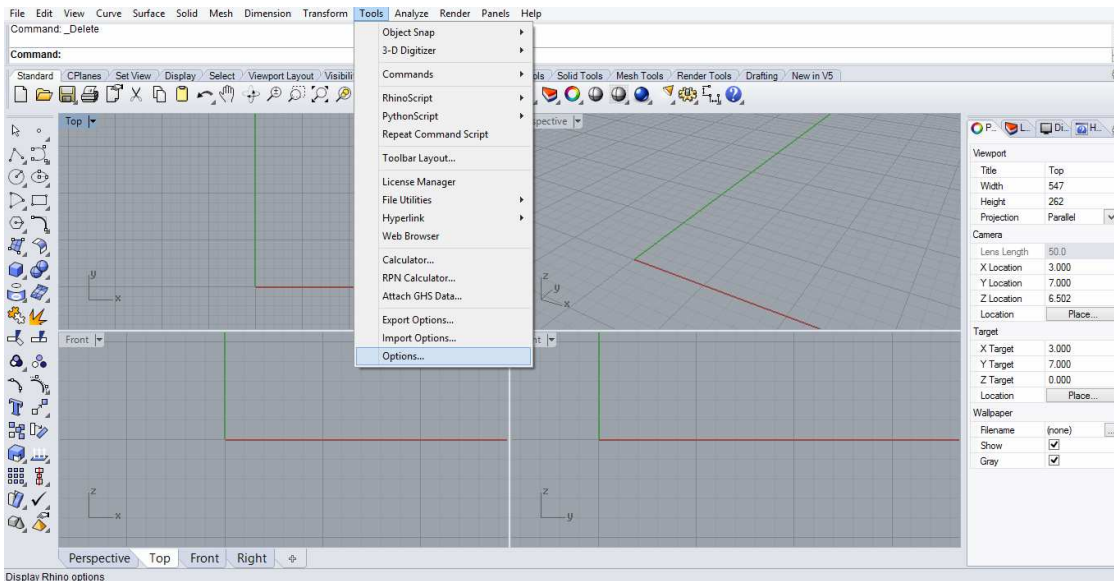 File Edit View Curve Surface Solid Mesh Dimension Transform Tools Analyze Render Panels Help
Command: _Delete
Command:
Standard CPlanes Set View Display Select Viewport Layout Visibili
ols Solid Tools Mesh Tools Render Tools Drafting New in V5
Object Snap
3-D Digitizer
Commands
RhinoScript
PythonScript
Repeat Command Script
Toolbar Layout...
License Manager
File Utilities
Hyperlink
Web Browser
Calculator...
RPN Calculator...
Attach GHS Data...
Export Options...
Import Options...
Options...
Top
spective
y
x
z
y
x
Front
ht
z
x
z
y
P... L... Di... H...
Viewport
Title Top
Width 547
Height 262
Projection Parallel
Camera
Lens Length 50.0
X Location 3.000
Y Location 7.000
Z Location 6.502
Location Place...
Target
X Target 3.000
Y Target 7.000
Z Target 0.000
Location Place...
Wallpaper
Filename (none) ...
Show
Gray
Perspective Top Front Right
Display Rhino options